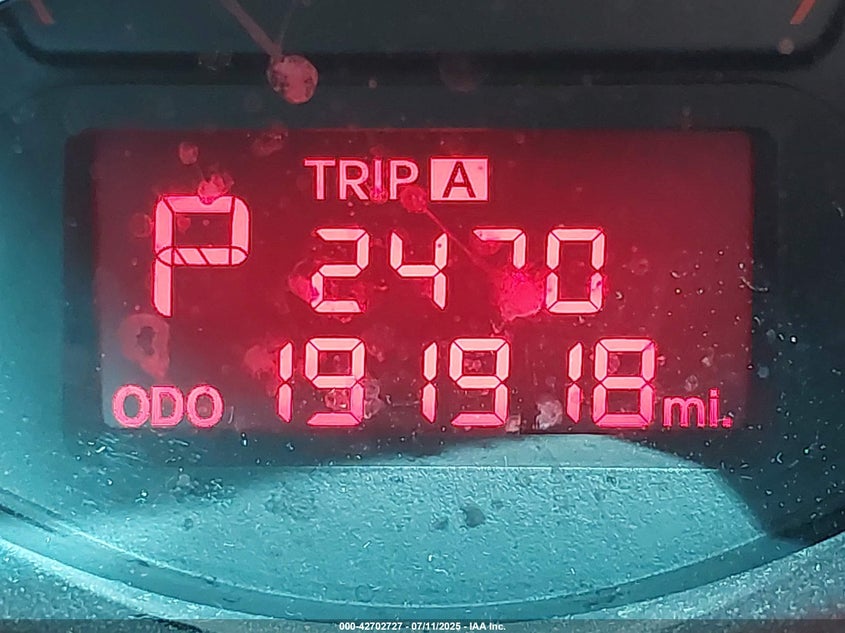 TRIP A
P 2470
ODO 191918 mi.
000-42702727 - 07/11/2025 - IAA Inc.